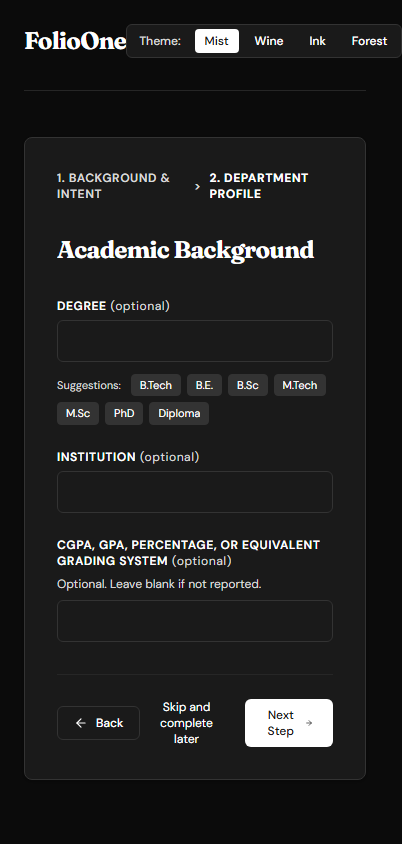 FolioOne Theme: Mist Wine Ink Forest
1. BACKGROUND & INTENT > 2. DEPARTMENT PROFILE
Academic Background
DEGREE (optional)
Suggestions: B.Tech B.E. B.Sc M.Tech
M.Sc PhD Diploma
INSTITUTION (optional)
CGPA, GPA, PERCENTAGE, OR EQUIVALENT
GRADING SYSTEM (optional)
Optional. Leave blank if not reported.
← Back
Skip and
complete
later
Next
Step →